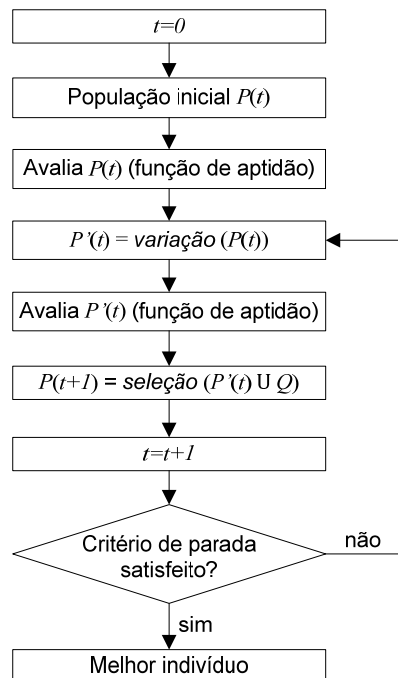 t=0
População inicial P(t)
Avalia P(t) (função de aptidão)
P'(t) = variação (P(t))
Avalia P'(t) (função de aptidão)
P(t+1) = seleção (P'(t) U Q)
t=t+1
Critério de parada
satisfeito?
não
sim
Melhor indivíduo